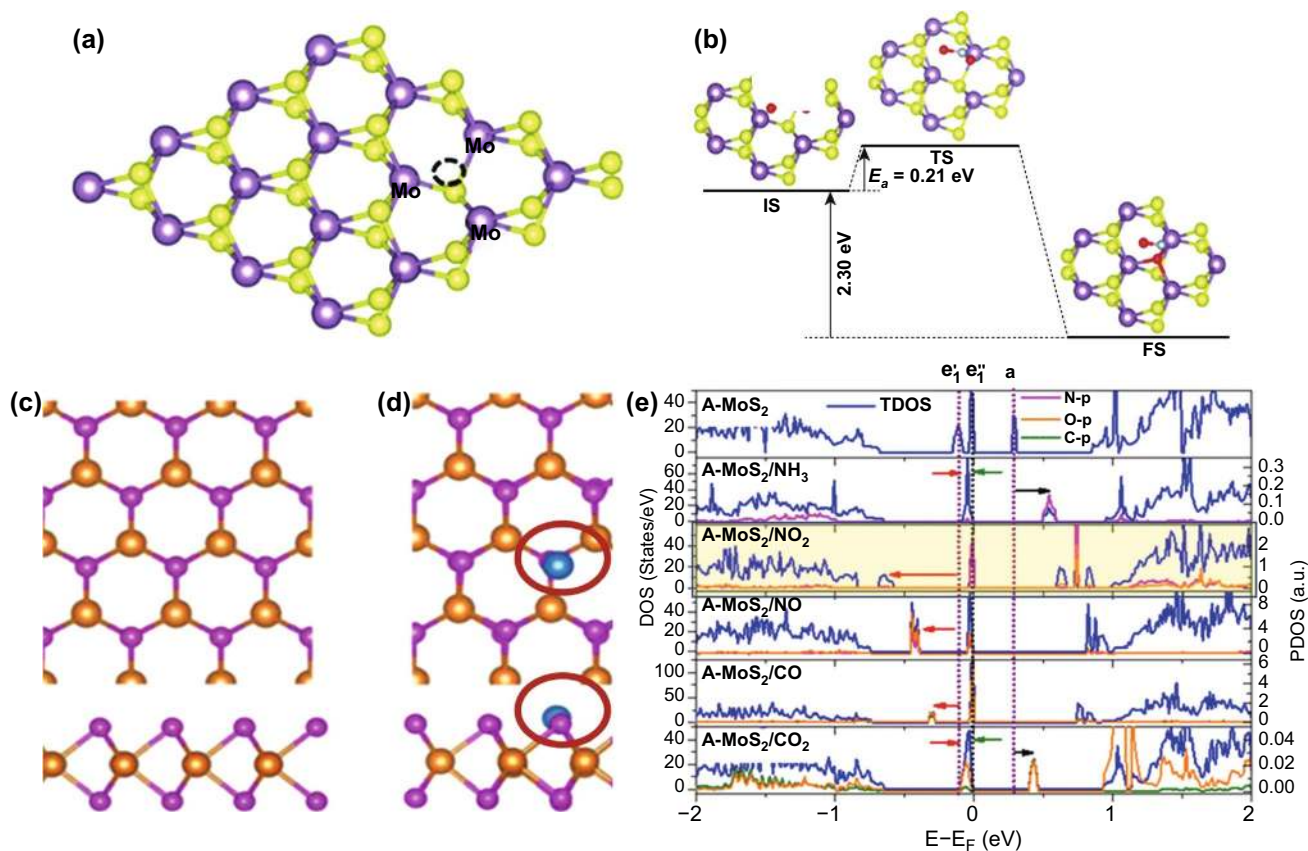 (a)
Mo
Mo
Mo
(b)
TS
Eₐ = 0.21 eV
IS
2.30 eV
FS
(c)
(d)
(e)
e'₁ e''₁ a
A-MoS₂
TDOS
N-p
O-p
C-p
40
20
0
A-MoS₂/NH₃
60
40
20
0
0.3
0.2
0.1
0.0
A-MoS₂/NO₂
40
20
0
2
1
0
A-MoS₂/NO
40
20
0
8
4
0
A-MoS₂/CO
100
50
0
6
4
2
0
A-MoS₂/CO₂
40
20
0
0.04
0.02
0.00
DOS (States/eV)
PDOS (a.u.)
−2 −1 0 1 2
E−E_F (eV)